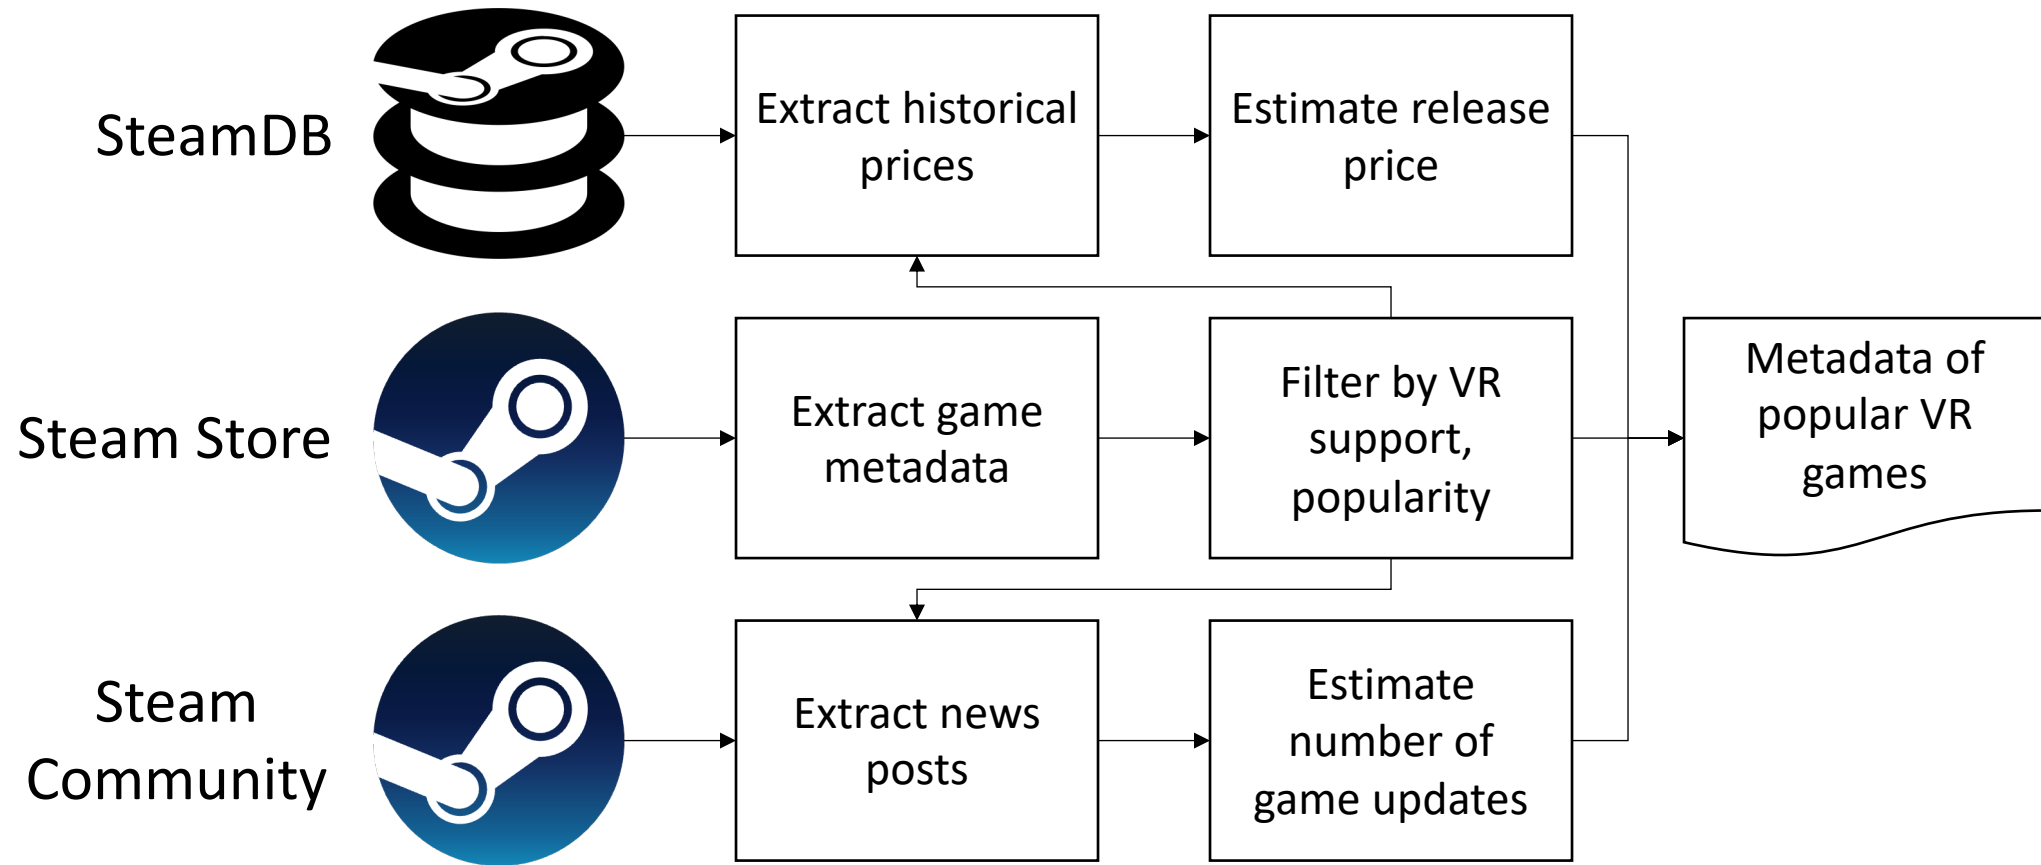 SteamDB
Extract historical
prices
Estimate release
price
Steam Store
Extract game
metadata
Filter by VR
support,
popularity
Metadata of
popular VR
games
Steam
Community
Extract news
posts
Estimate
number of
game updates